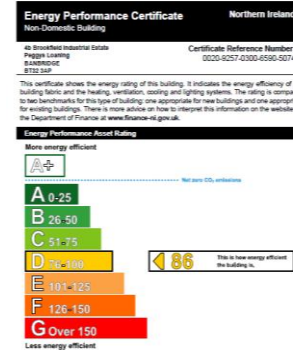 Energy Performance Certificate
Northern Ireland
Non-Domestic Building
4b Brookfield Industrial Estate
Peggys Loaning
BANBRIDGE
BT32 3AP
Certificate Reference Number
0020-9257-0300-6590-507
This certificate shows the energy rating of this building. It indicates the energy efficiency of
building fabric and the heating, ventilation, cooling and lighting systems. The rating is compa
to two benchmarks for this type of building: one appropriate for new buildings and one appropri
for existing buildings. There is more advice on how to interpret this information on the website
the Department of Finance at www.finance-ni.gov.uk.
Energy Performance Asset Rating
More energy efficient
A+
Net zero CO₂ emissions
A 0-25
B 26-50
C 51-75
D 76-100
86
This is how energy efficient
the building is.
E 101-125
F 126-150
G Over 150
Less energy efficient